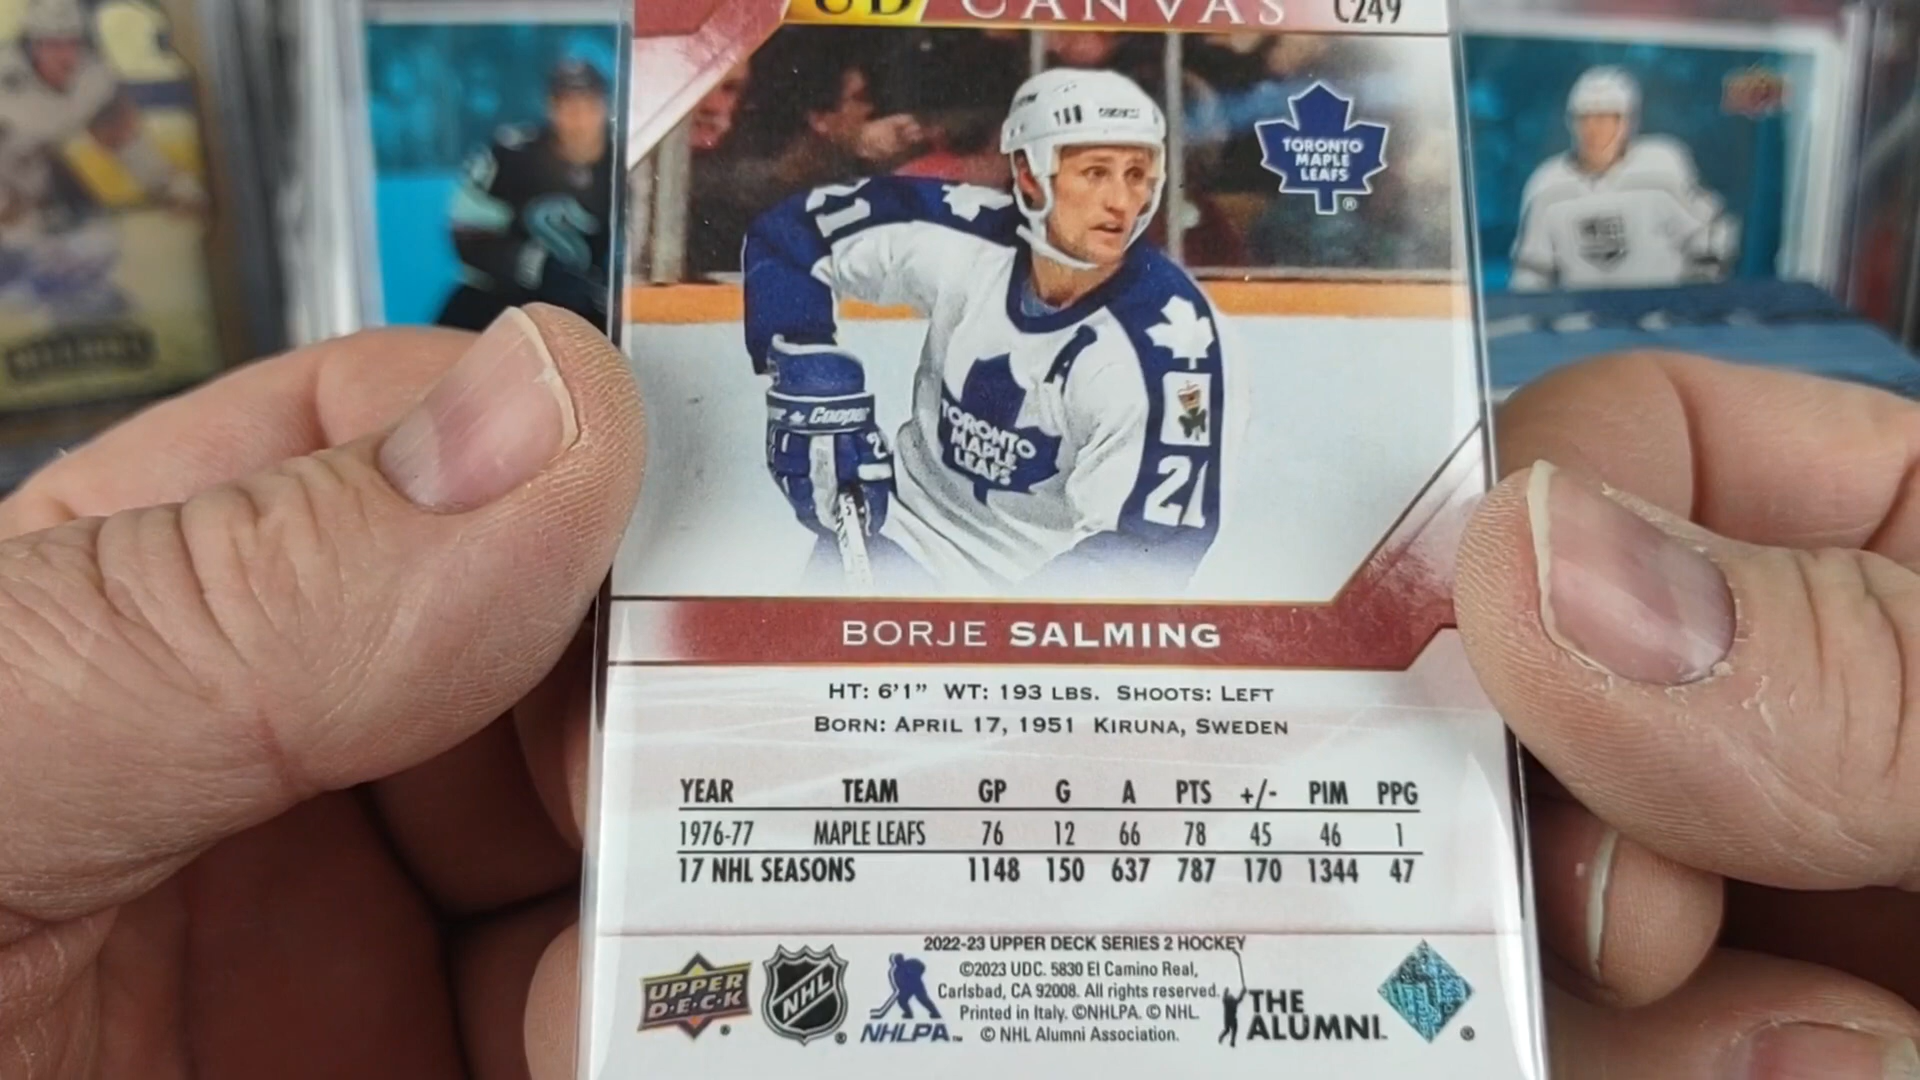 UD CANVAS C249
TORONTO
MAPLE
LEAFS
®
21
Cooper
TORONTO
MAPLE
LEAFS
21
BORJE SALMING
HT: 6'1" WT: 193 LBS. SHOOTS: LEFT
BORN: APRIL 17, 1951 KIRUNA, SWEDEN
YEAR TEAM GP G A PTS +/- PIM PPG
1976-77 MAPLE LEAFS 76 12 66 78 45 46 1
17 NHL SEASONS 1148 150 637 787 170 1344 47
2022-23 UPPER DECK SERIES 2 HOCKEY
©2023 UDC. 5830 El Camino Real,
Carlsbad, CA 92008. All rights reserved.
Printed in Italy. ©NHLPA. © NHL.
© NHL Alumni Association.
UPPER
D·E·C·K
NHL
NHLPA™
THE
ALUMNI